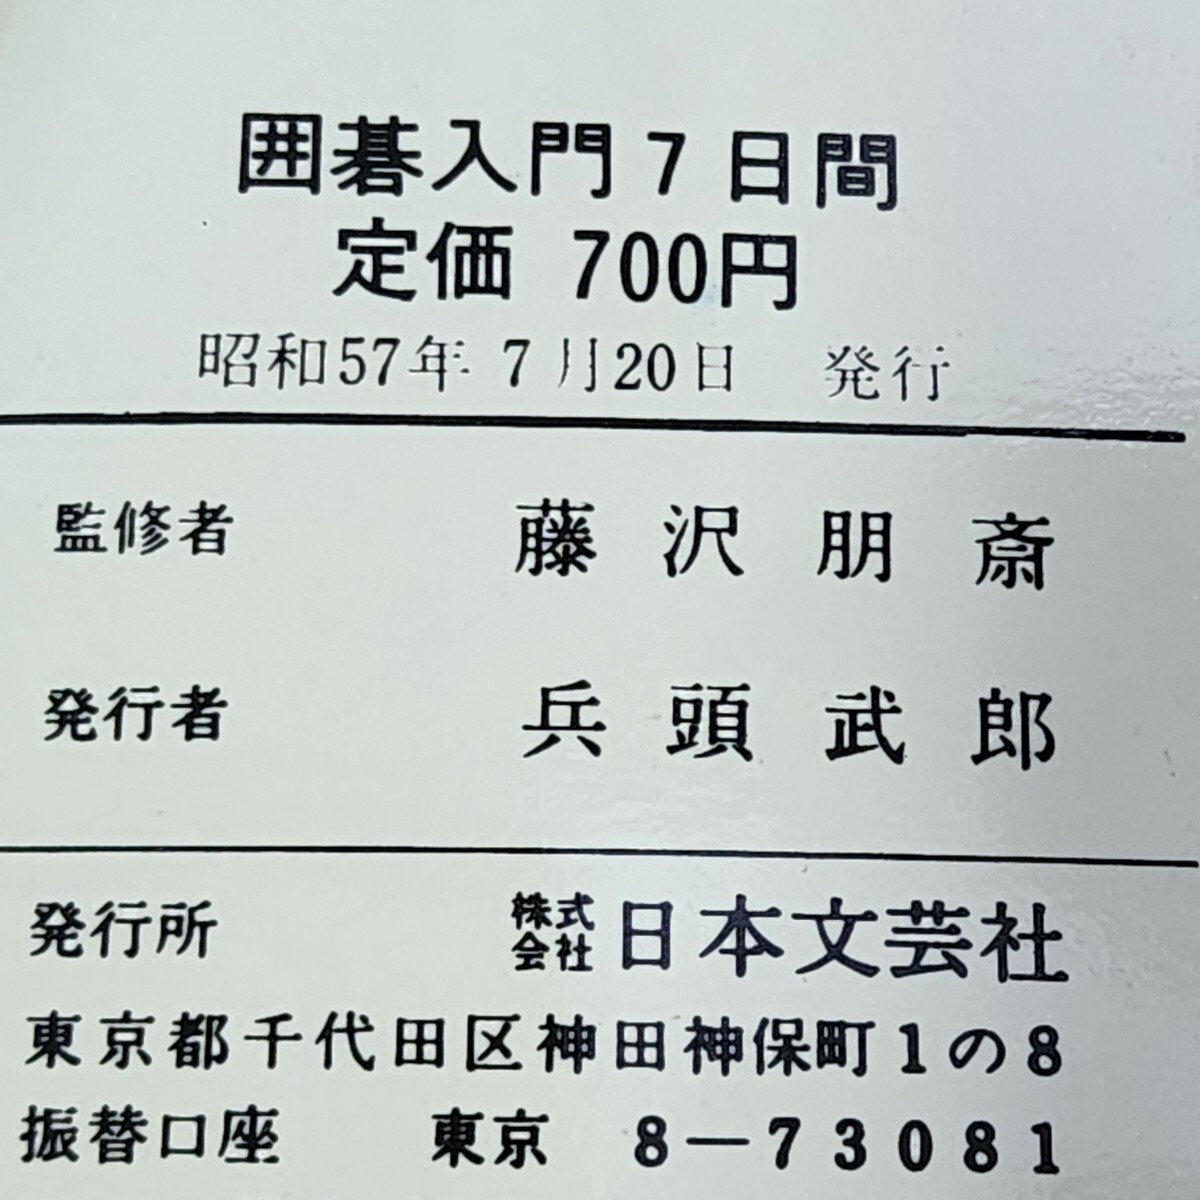 囲碁入門7日間
定価 700円
昭和57年 7月20日 発行
監修者 藤沢朋斎
発行者 兵頭武郎
発行所 株式会社 日本文芸社
東京都千代田区神田神保町1の8
振替口座 東京 8―73081